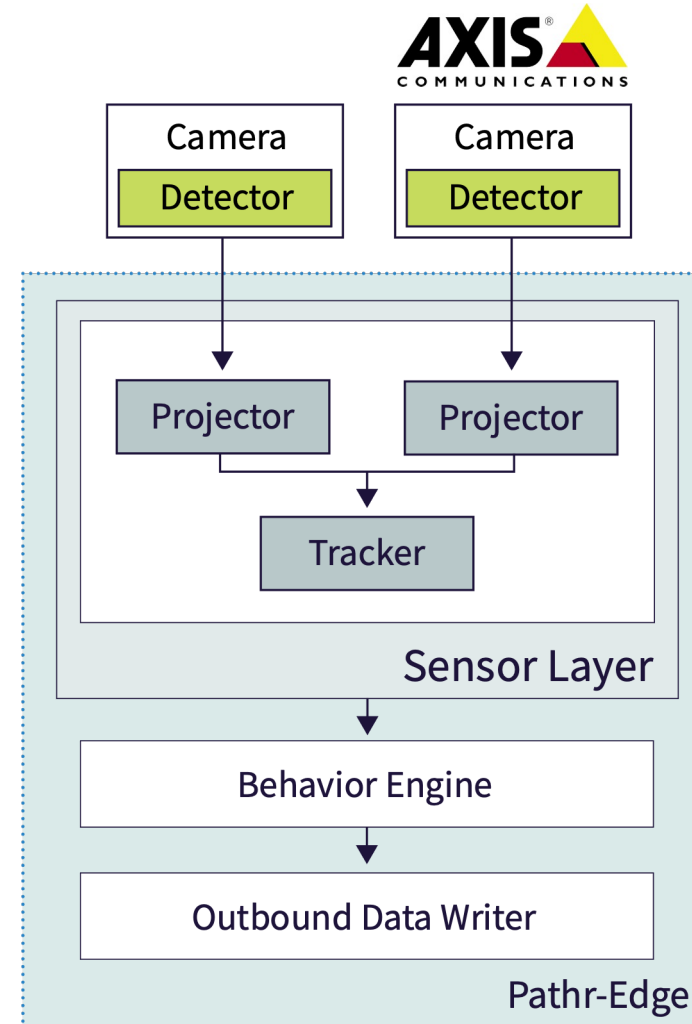 AXIS®
COMMUNICATIONS
Camera
Detector
Camera
Detector
Projector
Projector
Tracker
Sensor Layer
Behavior Engine
Outbound Data Writer
Pathr-Edge